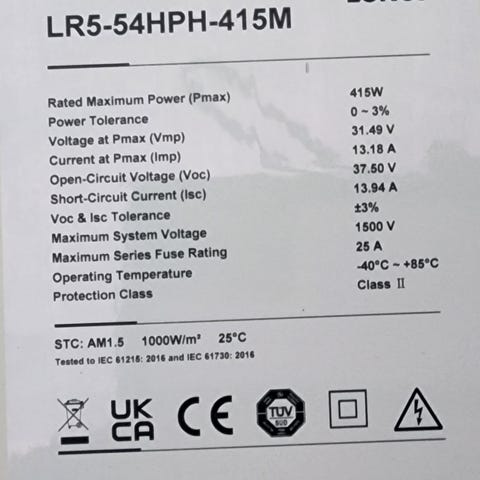 LR5-54HPH-415M
Rated Maximum Power (Pmax) 415W
Power Tolerance 0 ~ 3%
Voltage at Pmax (Vmp) 31.49 V
Current at Pmax (Imp) 13.18 A
Open-Circuit Voltage (Voc) 37.50 V
Short-Circuit Current (Isc) 13.94 A
Voc & Isc Tolerance ±3%
Maximum System Voltage 1500 V
Maximum Series Fuse Rating 25 A
Operating Temperature -40°C ~ +85°C
Protection Class Class II
STC: AM1.5 1000W/m² 25°C
Tested to IEC 61215: 2016 and IEC 61730: 2016
UK
CA
CE
TÜV
SÜD